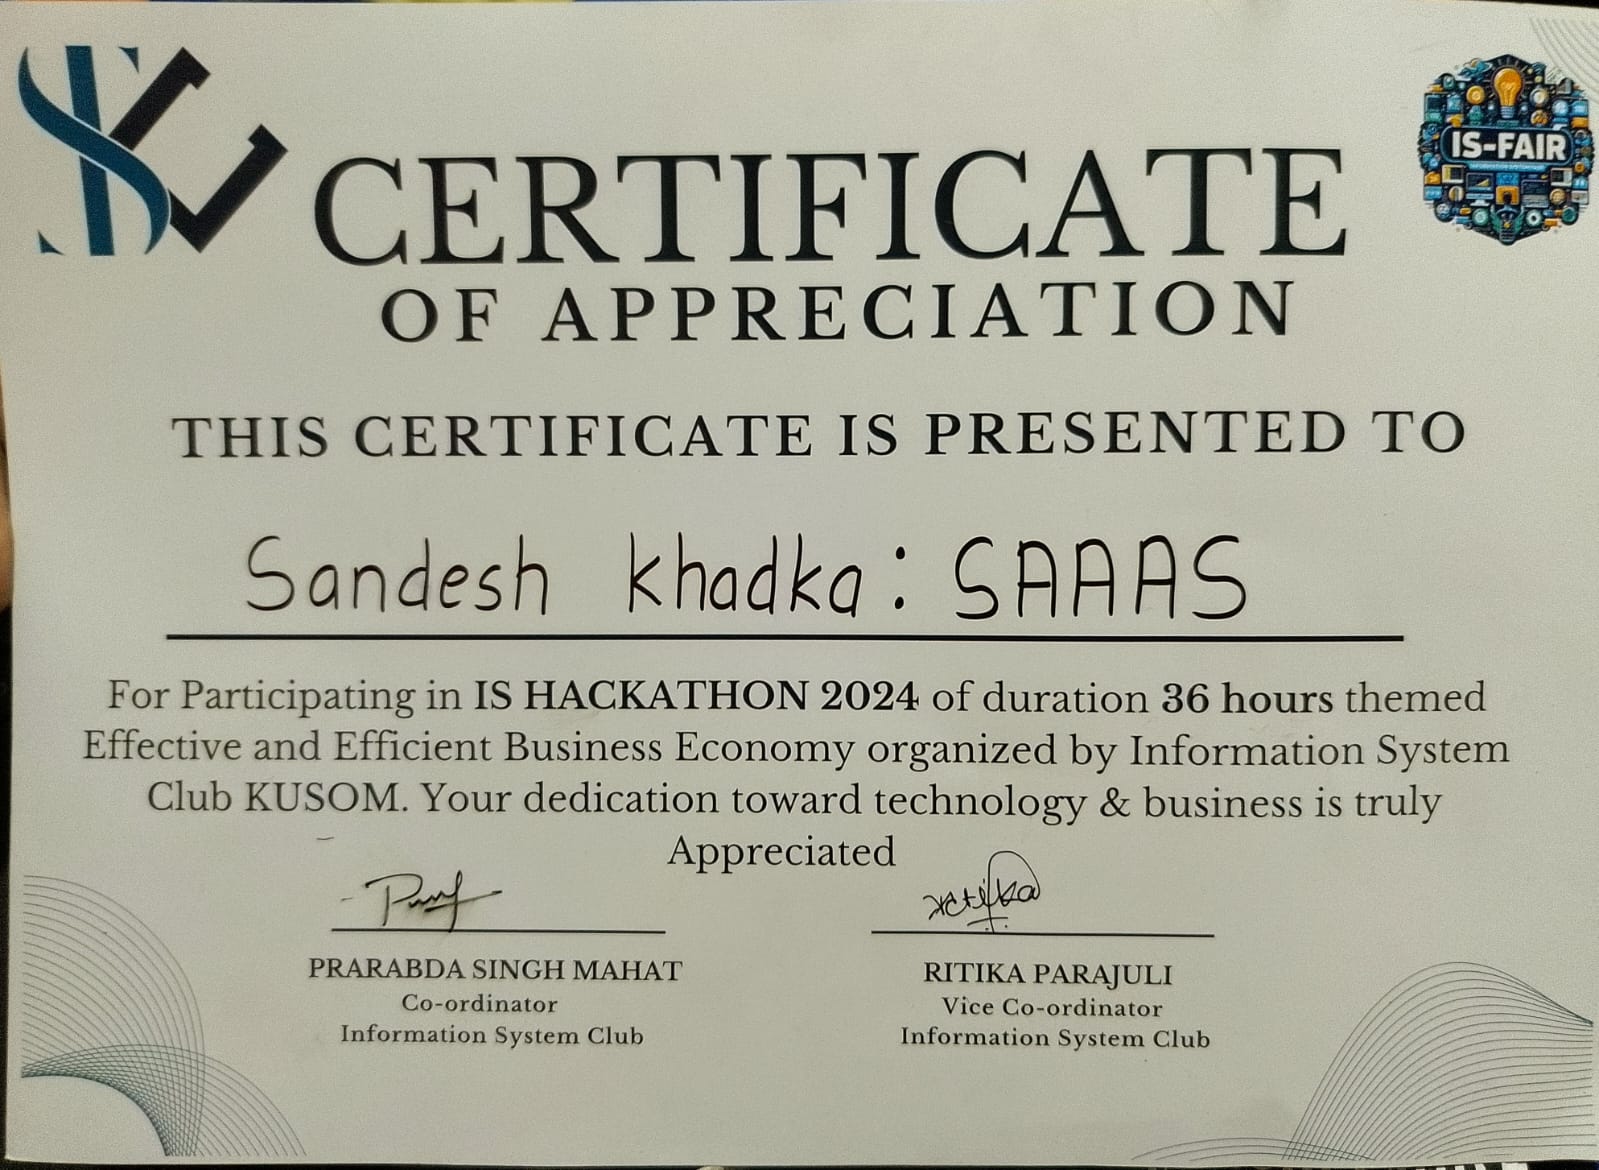 IS-FAIR
CERTIFICATE
OF APPRECIATION
THIS CERTIFICATE IS PRESENTED TO
Sandesh Khadka: SAAAS
For Participating in IS HACKATHON 2024 of duration 36 hours themed
Effective and Efficient Business Economy organized by Information System
Club KUSOM. Your dedication toward technology & business is truly
Appreciated
PRARABDA SINGH MAHAT
Co-ordinator
Information System Club
RITIKA PARAJULI
Vice Co-ordinator
Information System Club